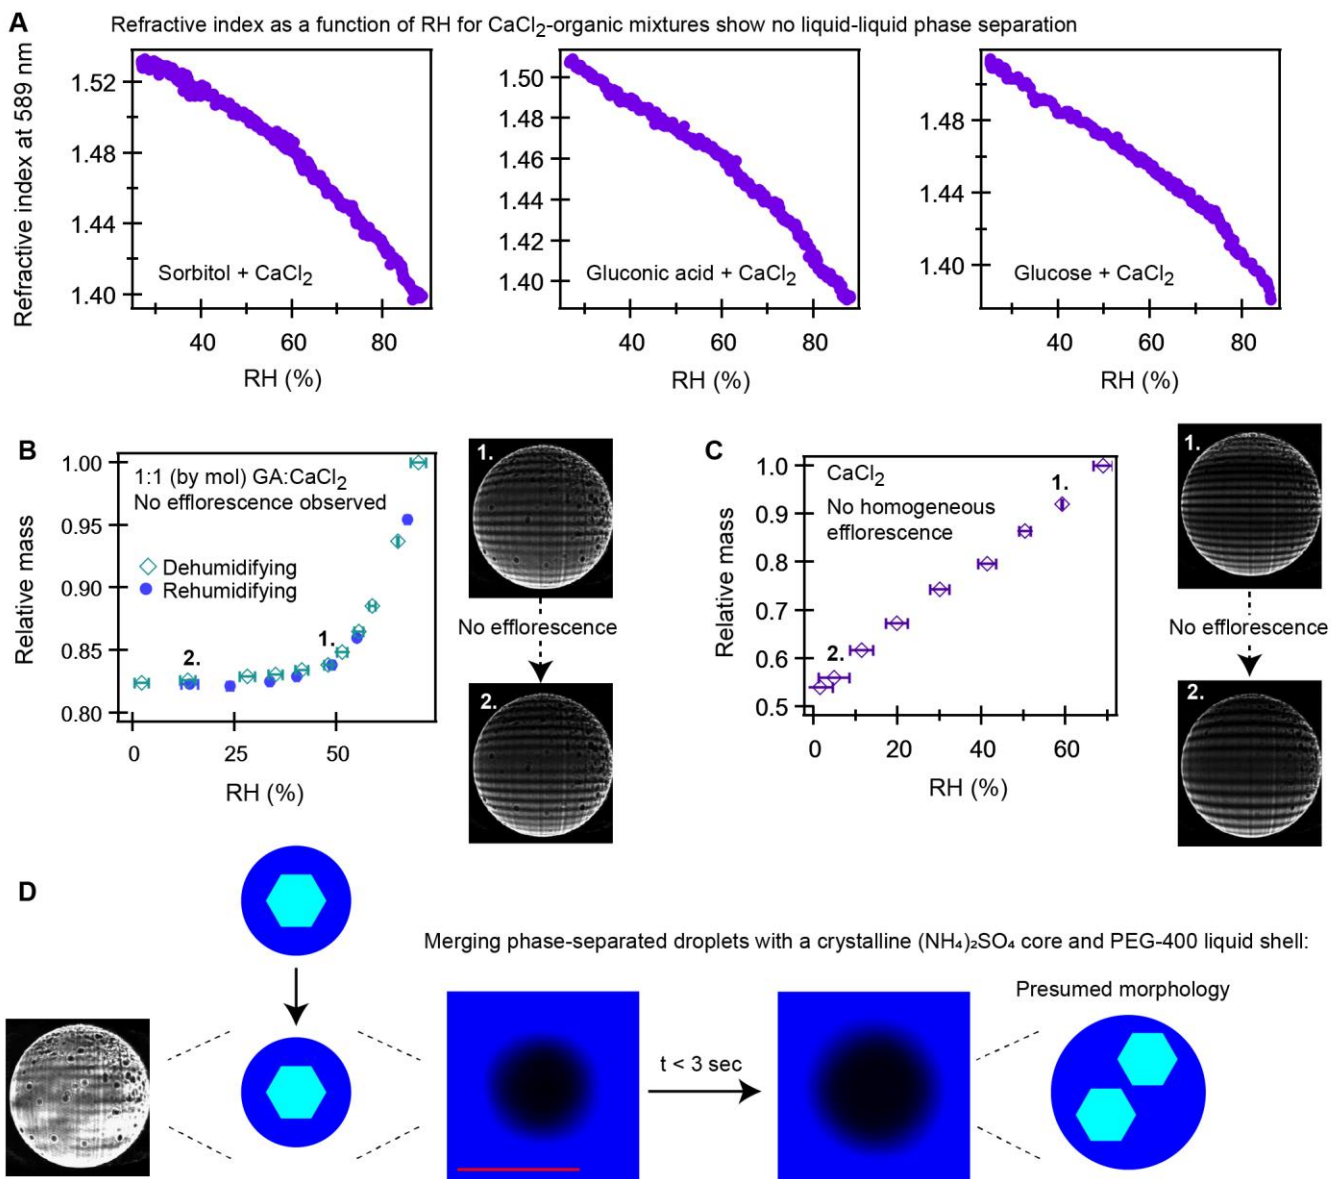 A
Refractive index as a function of RH for CaCl₂-organic mixtures show no liquid-liquid phase separation
Refractive index at 589 nm
1.52
1.48
1.44
1.40
Sorbitol + CaCl₂
40 60 80
RH (%)
1.50
1.48
1.46
1.44
1.42
1.40
Gluconic acid + CaCl₂
40 60 80
RH (%)
1.48
1.44
1.40
Glucose + CaCl₂
40 60 80
RH (%)
B
Relative mass
1.00
0.95
0.90
0.85
0.80
1:1 (by mol) GA:CaCl₂
No efflorescence observed
Dehumidifying
Rehumidifying
1.
2.
0 25 50
RH (%)
1.
No efflorescence
2.
C
Relative mass
1.0
0.9
0.8
0.7
0.6
0.5
CaCl₂
No homogeneous
efflorescence
1.
2.
0 20 40 60
RH (%)
1.
No efflorescence
2.
D
Merging phase-separated droplets with a crystalline (NH₄)₂SO₄ core and PEG-400 liquid shell:
t < 3 sec
Presumed morphology